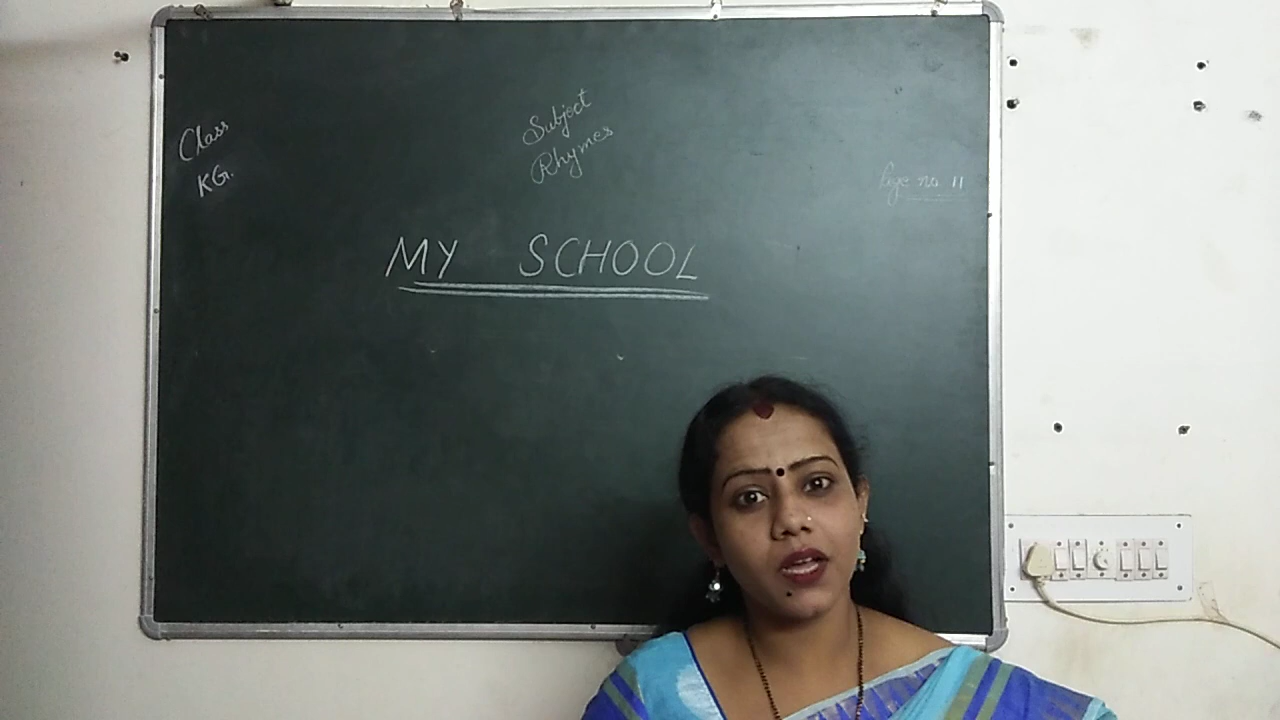 Class
KG.
Subject
Rhymes
Page no. 11
MY SCHOOL